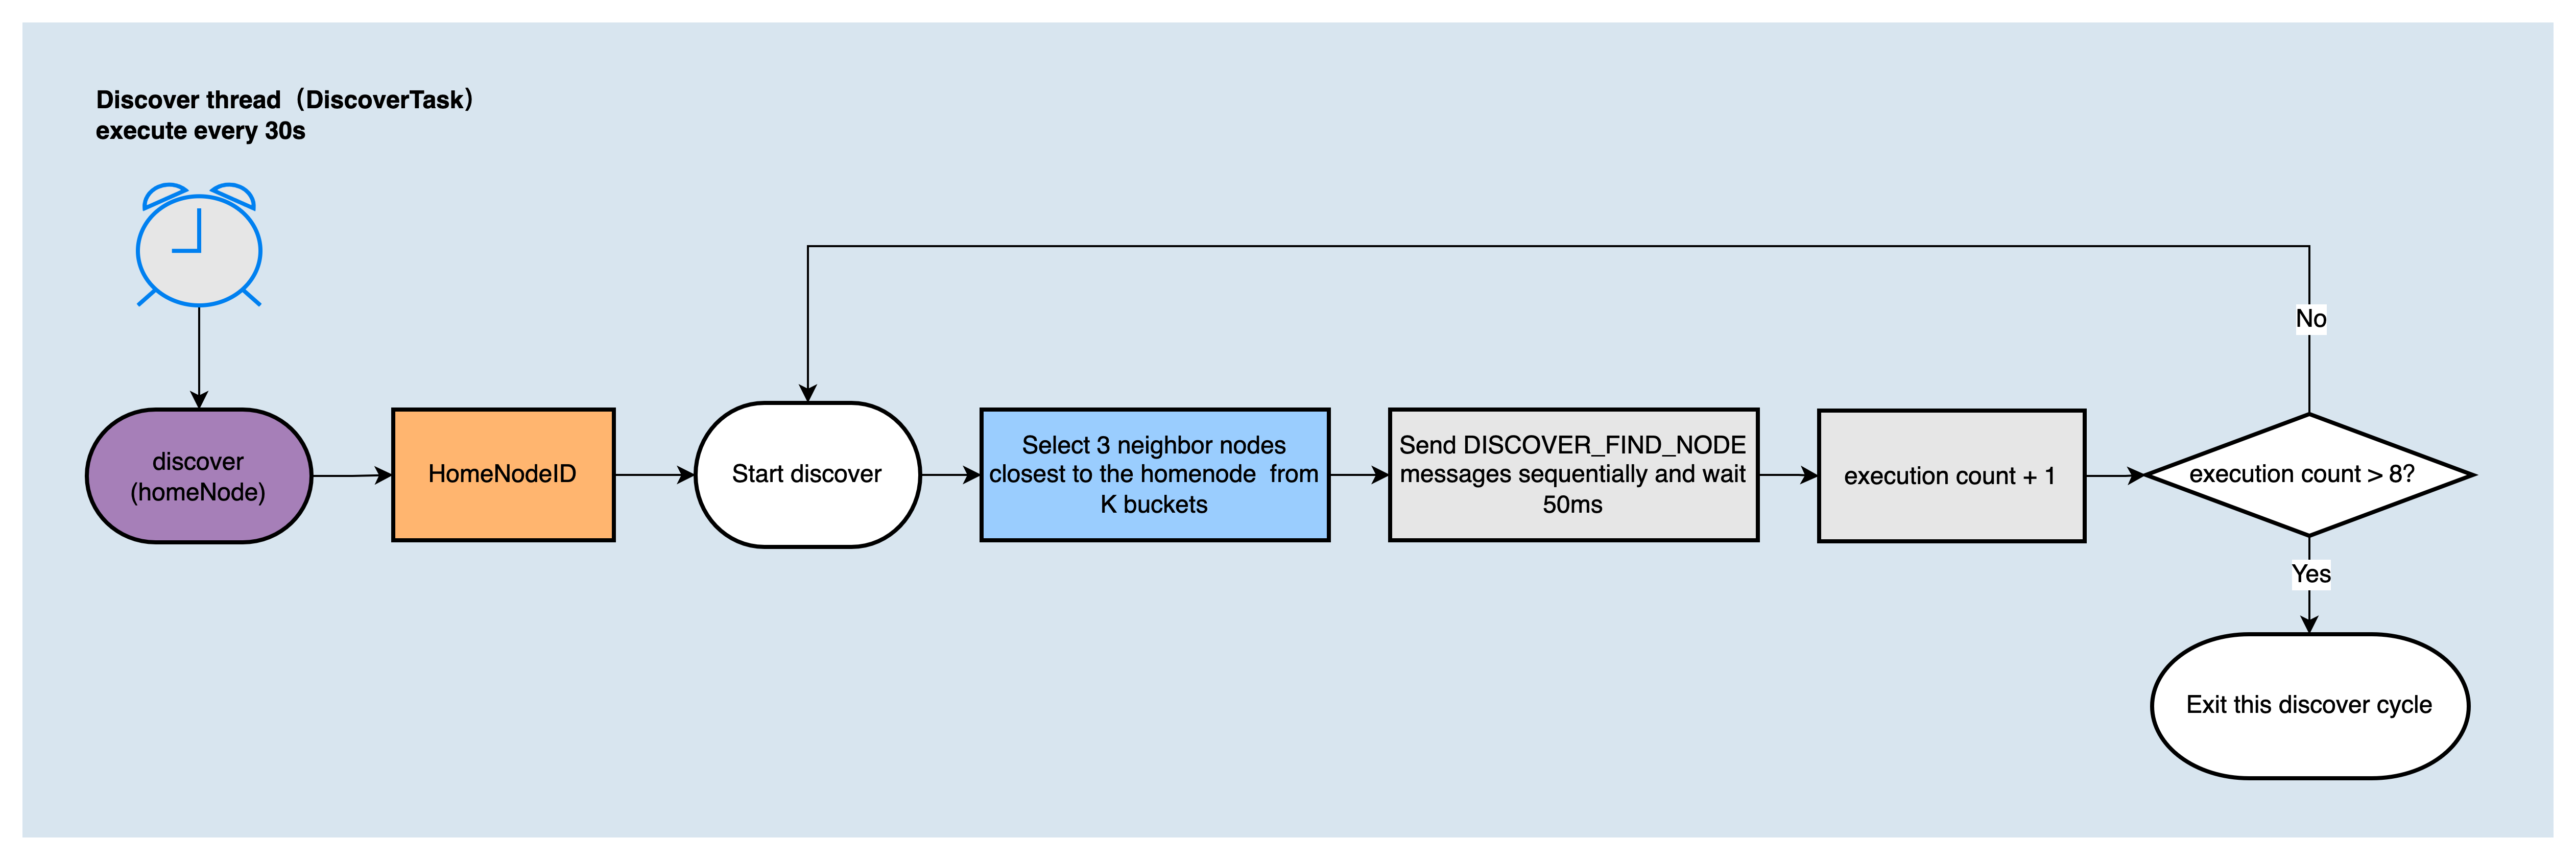 Discover thread（DiscoverTask）
execute every 30s
discover
(homeNode)
HomeNodeID
Start discover
Select 3 neighbor nodes
closest to the homenode  from
K buckets
Send DISCOVER_FIND_NODE
messages sequentially and wait
50ms
execution count + 1
execution count > 8?
No
Yes
Exit this discover cycle